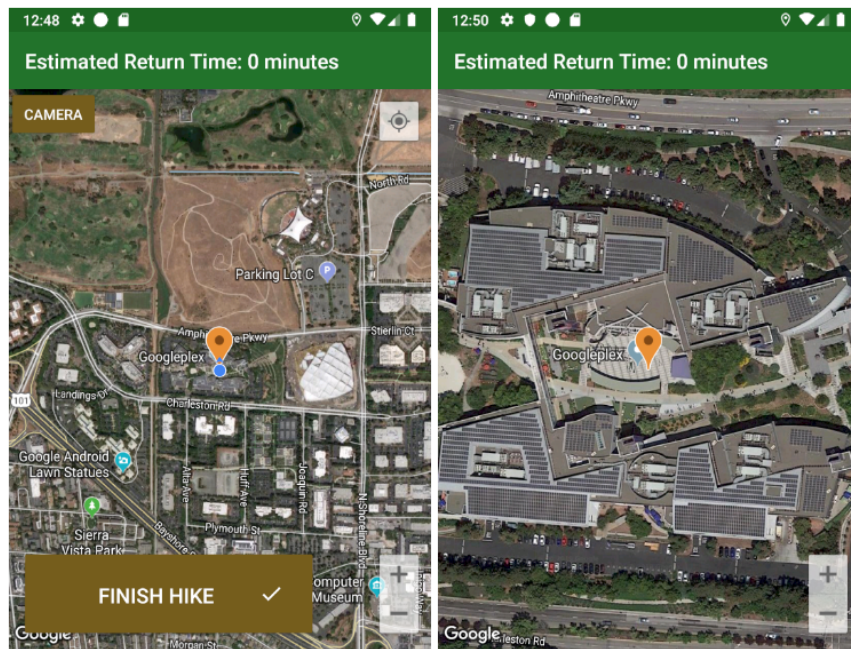 12:48
Estimated Return Time: 0 minutes
CAMERA
North Rd
Parking Lot C
P
Amphitheatre Pkwy
Stierlin Ct
Googleplex
Landings Dr
101
Charleston Rd
Google Android
Lawn Statues
Alta Ave
Huff Ave
Joaquin Rd
N Shoreline Blvd
Plymouth St
Sierra
Vista Park
Bayshore
FINISH HIKE
omputer
Museum
+
−
Google
Morgan St
12:50
Estimated Return Time: 0 minutes
Amphitheatre Pkwy
Googleplex
+
−
Google
leston Rd